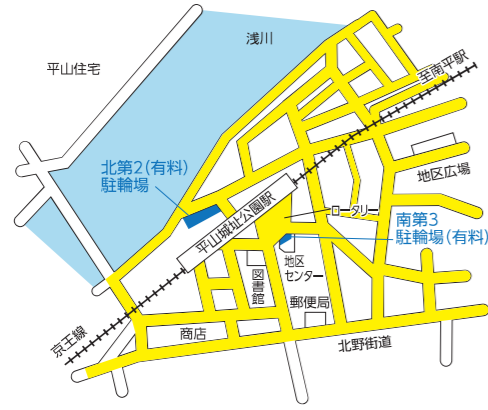 浅川
平山住宅
至南平駅
北第2(有料)
駐輪場
地区広場
平山城址公園駅
ロータリー
南第3
駐輪場(有料)
地区
センター
図書館
郵便局
京王線
商店
北野街道